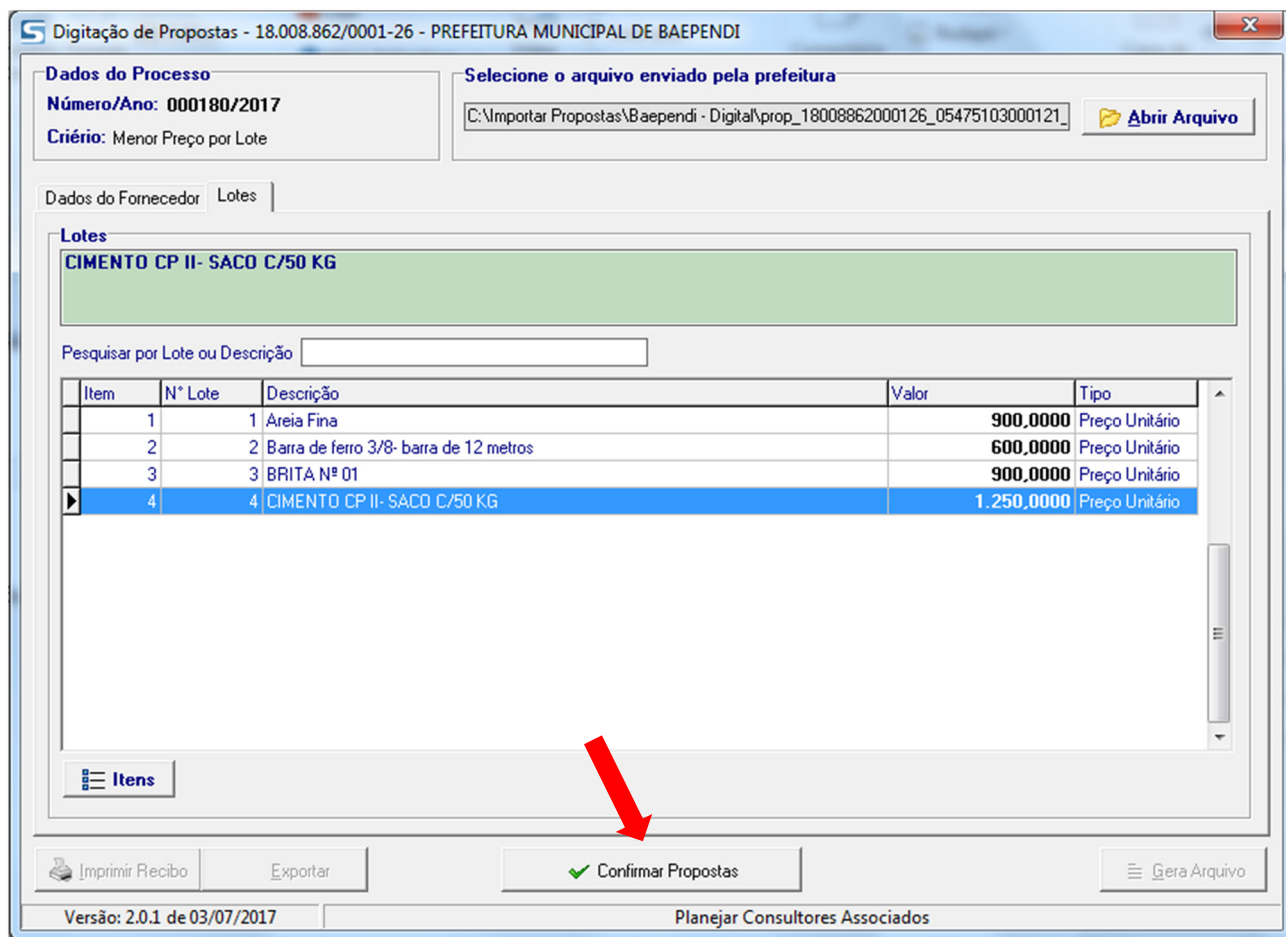 Digitação de Propostas - 18.008.862/0001-26 - PREFEITURA MUNICIPAL DE BAEPENDI
Dados do Processo
Número/Ano: 000180/2017
Criério: Menor Preço por Lote
Selecione o arquivo enviado pela prefeitura
C:\Importar Propostas\Baependi - Digital\prop_18008862000126_05475103000121_
Abrir Arquivo
Dados do Fornecedor Lotes
Lotes
CIMENTO CP II- SACO C/50 KG
Pesquisar por Lote ou Descrição
Item N° Lote Descrição Valor Tipo
1 1 Areia Fina 900,0000 Preço Unitário
2 2 Barra de ferro 3/8- barra de 12 metros 600,0000 Preço Unitário
3 3 BRITA Nº 01 900,0000 Preço Unitário
4 4 CIMENTO CP II- SACO C/50 KG 1.250,0000 Preço Unitário
Itens
Imprimir Recibo Exportar Confirmar Propostas Gera Arquivo
Versão: 2.0.1 de 03/07/2017 Planejar Consultores Associados